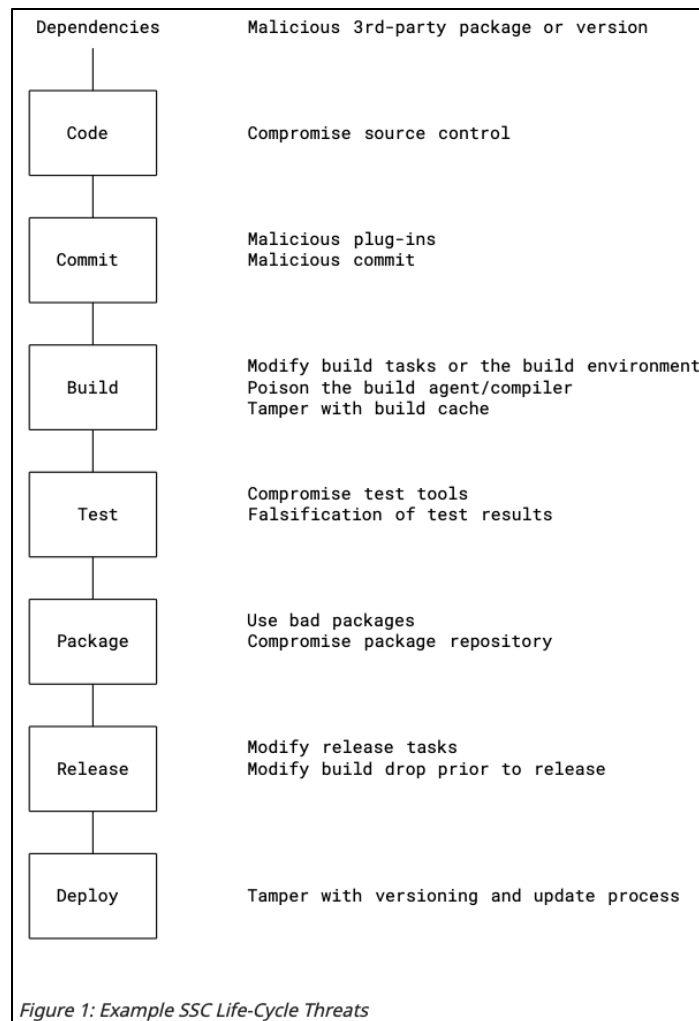 Dependencies
Malicious 3rd-party package or version
Code
Compromise source control
Commit
Malicious plug-ins
Malicious commit
Build
Modify build tasks or the build environment
Poison the build agent/compiler
Tamper with build cache
Test
Compromise test tools
Falsification of test results
Package
Use bad packages
Compromise package repository
Release
Modify release tasks
Modify build drop prior to release
Deploy
Tamper with versioning and update process
Figure 1: Example SSC Life-Cycle Threats